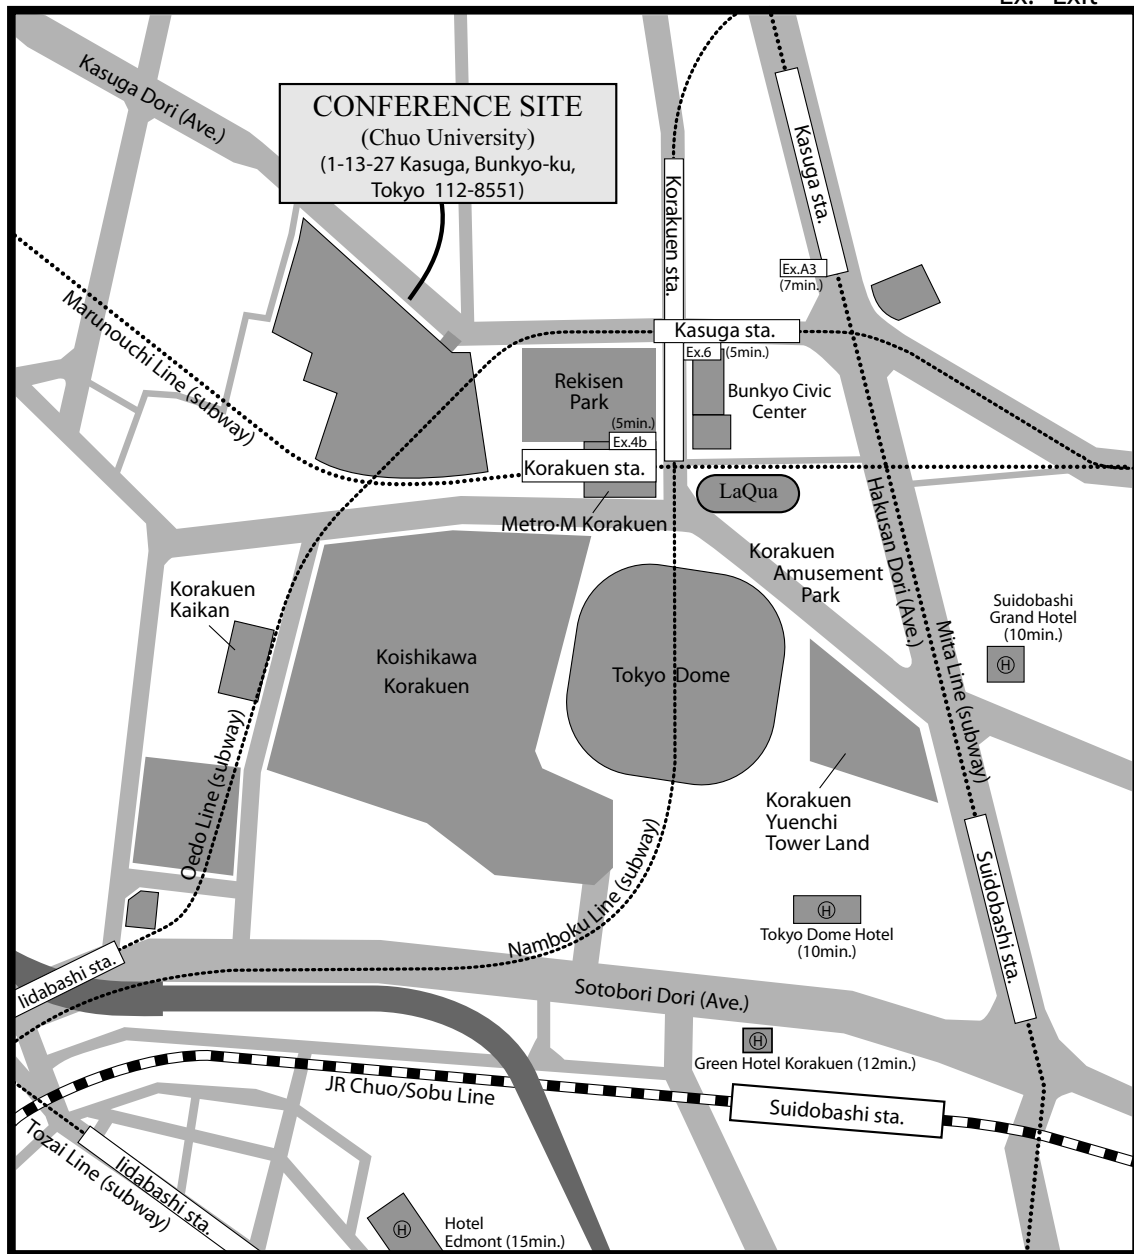 Ex.  Exit
Kasuga Dori (Ave.)
CONFERENCE SITE
(Chuo University)
(1-13-27 Kasuga, Bunkyo-ku,
Tokyo  112-8551)
Kasuga sta.
Korakuen sta.
Ex.A3
(7min.)
Marunouchi Line (subway)
Kasuga sta.
Ex.6
(5min.)
Rekisen
Park
Bunkyo Civic
Center
(5min.)
Ex.4b
Korakuen sta.
LaQua
Metro·M Korakuen
Hakusan Dori (Ave.)
Korakuen
Amusement
Park
Korakuen
Kaikan
Suidobashi
Grand Hotel
(10min.)
H
Koishikawa
Korakuen
Tokyo Dome
Mita Line (subway)
Oedo Line (subway)
Korakuen
Yuenchi
Tower Land
Namboku Line (subway)
Suidobashi sta.
H
Tokyo Dome Hotel
(10min.)
Iidabashi sta.
Sotobori Dori (Ave.)
H
Green Hotel Korakuen (12min.)
JR Chuo/Sobu Line
Suidobashi sta.
Tozai Line (subway)
Iidabashi sta.
H
Hotel
Edmont (15min.)